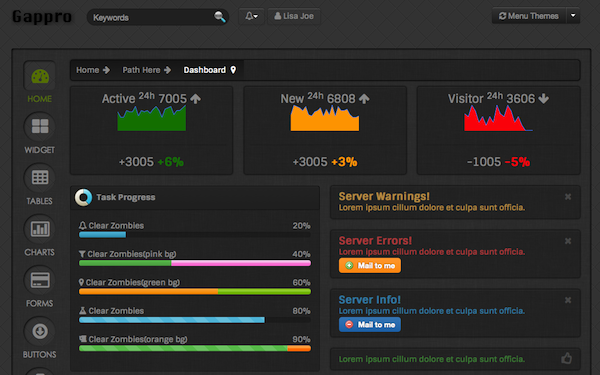 Gappro
Keywords
Lisa Joe
Menu Themes
HOME
WIDGET
TABLES
CHARTS
FORMS
BUTTONS
Home
Path Here
Dashboard
Active 24h 7005
+3005 +6%
New 24h 6808
+3005 +3%
Visitor 24h 3606
-1005 -5%
Task Progress
Clear Zombies 20%
Clear Zombies(pink bg) 40%
Clear Zombies(green bg) 60%
Clear Zombies 80%
Clear Zombies(orange bg) 90%
Server Warnings!
Lorem ipsum cillum dolore et culpa sunt officia.
Server Errors!
Lorem ipsum cillum dolore et culpa sunt officia.
Mail to me
Server Info!
Lorem ipsum cillum dolore et culpa sunt officia.
Mail to me
Lorem ipsum cillum dolore et culpa sunt officia.